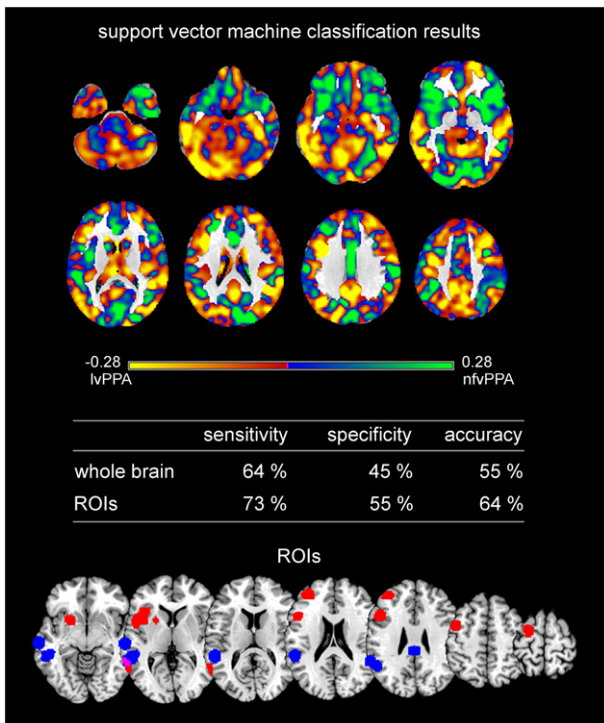 support vector machine classification results
-0.28 0.28
lvPPA nfvPPA
sensitivity specificity accuracy
whole brain 64 % 45 % 55 %
ROIs 73 % 55 % 64 %
ROIs